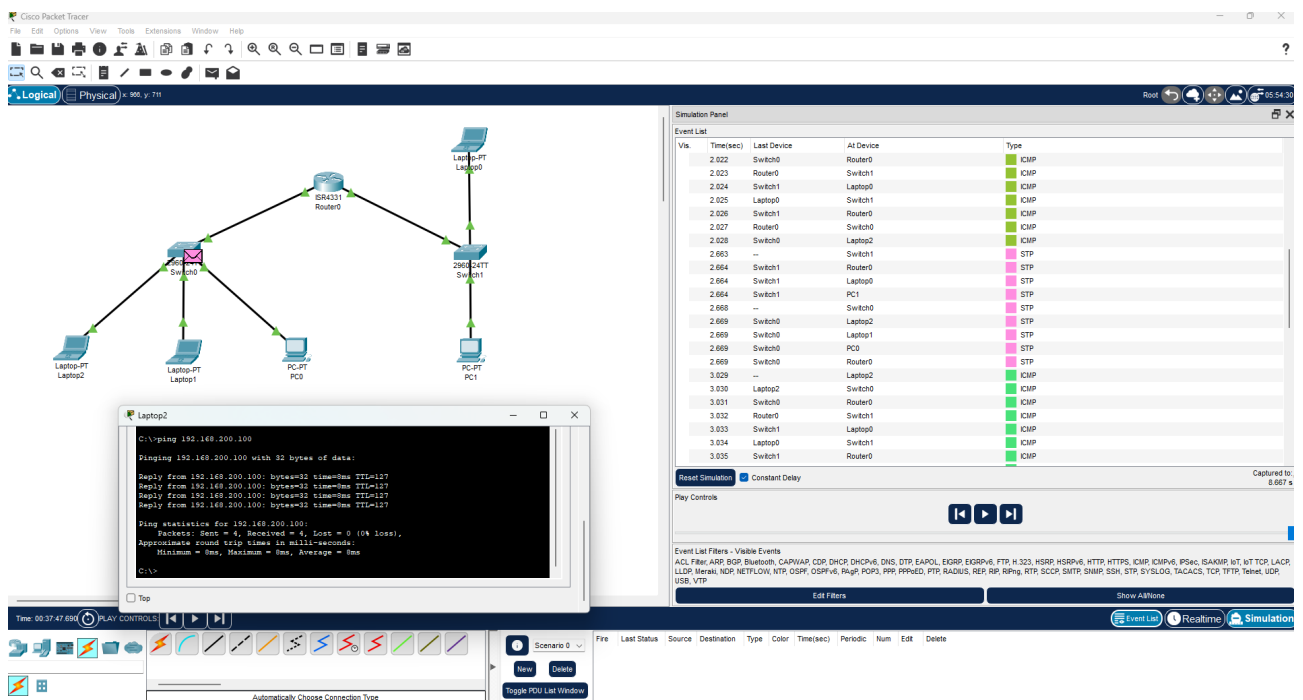 Cisco Packet Tracer
File Edit Options View Tools Extensions Window Help
?
Logical Physical x: 966, y: 711 Root 05:54:30
Laptop-PT
Laptop0
ISR4331
Router0
2960-24TT
Switch0
2960-24TT
Switch1
Laptop-PT
Laptop2
Laptop-PT
Laptop1
PC-PT
PC0
PC-PT
PC1
Simulation Panel
Event List
Vis. Time(sec) Last Device At Device Type
2.022 Switch0 Router0 ICMP
2.023 Router0 Switch1 ICMP
2.024 Switch1 Laptop0 ICMP
2.025 Laptop0 Switch1 ICMP
2.026 Switch1 Router0 ICMP
2.027 Router0 Switch0 ICMP
2.028 Switch0 Laptop2 ICMP
2.663 -- Switch1 STP
2.664 Switch1 Router0 STP
2.664 Switch1 Laptop0 STP
2.664 Switch1 PC1 STP
2.668 -- Switch0 STP
2.669 Switch0 Laptop2 STP
2.669 Switch0 Laptop1 STP
2.669 Switch0 PC0 STP
2.669 Switch0 Router0 STP
3.029 -- Laptop2 ICMP
3.030 Laptop2 Switch0 ICMP
3.031 Switch0 Router0 ICMP
3.032 Router0 Switch1 ICMP
3.033 Switch1 Laptop0 ICMP
3.034 Laptop0 Switch1 ICMP
3.035 Switch1 Router0 ICMP
Reset Simulation Constant Delay Captured to:
8.667 s
Play Controls
Event List Filters - Visible Events
ACL Filter, ARP, BGP, Bluetooth, CAPWAP, CDP, DHCP, DHCPv6, DNS, DTP, EAPOL, EIGRP, EIGRPv6, FTP, H.323, HSRP, HSRPv6, HTTP, HTTPS, ICMP, ICMPv6, IPSec, ISAKMP, IoT, IoT TCP, LACP,
LLDP, Meraki, NDP, NETFLOW, NTP, OSPF, OSPFv6, PAgP, POP3, PPP, PPPoED, PTP, RADIUS, REP, RIP, RIPng, RTP, SCCP, SMTP, SNMP, SSH, STP, SYSLOG, TACACS, TCP, TFTP, Telnet, UDP,
USB, VTP
Edit Filters Show All/None
Laptop2
C:\>ping 192.168.200.100
Pinging 192.168.200.100 with 32 bytes of data:
Reply from 192.168.200.100: bytes=32 time=8ms TTL=127
Reply from 192.168.200.100: bytes=32 time=8ms TTL=127
Reply from 192.168.200.100: bytes=32 time=8ms TTL=127
Reply from 192.168.200.100: bytes=32 time=8ms TTL=127
Ping statistics for 192.168.200.100:
Packets: Sent = 4, Received = 4, Lost = 0 (0% loss),
Approximate round trip times in milli-seconds:
Minimum = 8ms, Maximum = 8ms, Average = 8ms
C:\>
Top
Time: 00:37:47.690 PLAY CONTROLS: Event List Realtime Simulation
Scenario 0
New Delete
Toggle PDU List Window
Fire Last Status Source Destination Type Color Time(sec) Periodic Num Edit Delete
Automatically Choose Connection Type